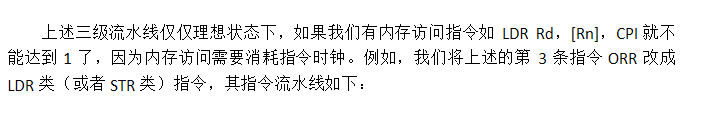 上述三级流水线仅仅理想状态下，如果我们有内存访问指令如 LDR Rd，[Rn]，CPI 就不
能达到 1 了，因为内存访问需要消耗指令时钟。例如，我们将上述的第 3 条指令 ORR 改成
LDR 类（或者 STR 类）指令，其指令流水线如下：